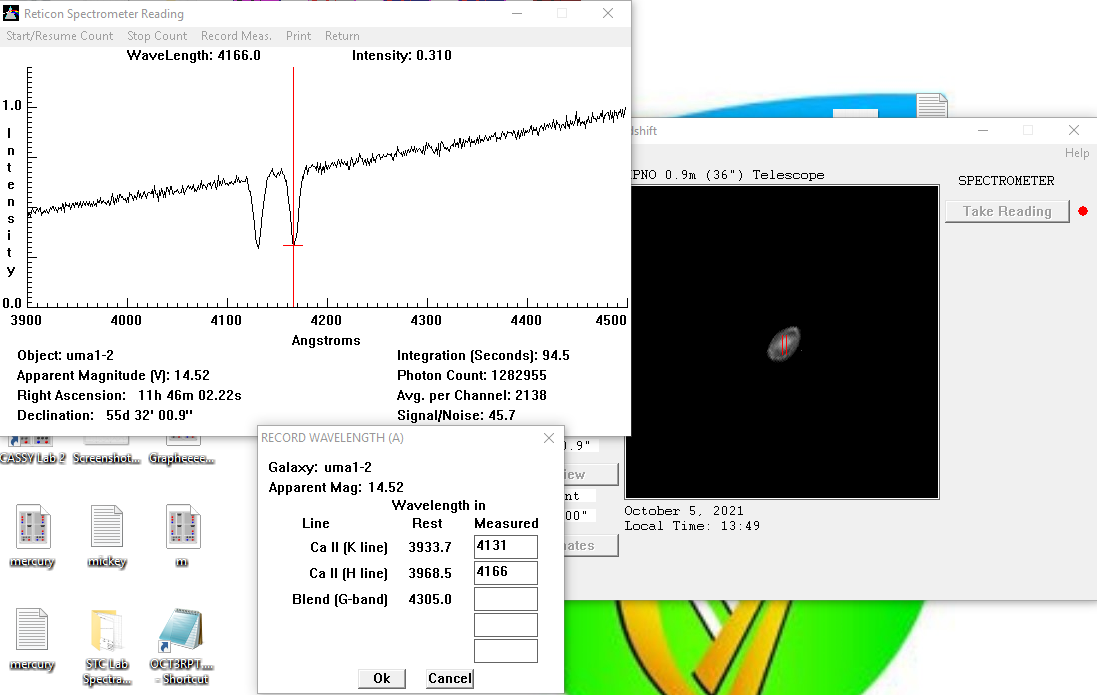 Reticon Spectrometer Reading
Start/Resume Count Stop Count Record Meas. Print Return
WaveLength: 4166.0 Intensity: 0.310
1.0
Intensity
0.0
3900 4000 4100 4200 4300 4400 4500
Angstroms
Object: uma1-2
Apparent Magnitude (V): 14.52
Right Ascension: 11h 46m 02.22s
Declination: 55d 32' 00.9"
Integration (Seconds): 94.5
Photon Count: 1282955
Avg. per Channel: 2138
Signal/Noise: 45.7
dshift
Help
KPNO 0.9m (36") Telescope
SPECTROMETER
Take Reading
October 5, 2021
Local Time: 13:49
0.9"
iew
nt
00"
nates
RECORD WAVELENGTH (A)
Galaxy: uma1-2
Apparent Mag: 14.52
Wavelength in
Line Rest Measured
Ca II (K line) 3933.7 4131
Ca II (H line) 3968.5 4166
Blend (G-band) 4305.0
Ok Cancel
CASSY Lab 2 Screenshot... Grapheeee...
mercury mickey m
mercury STC Lab Spectra... OCT3RPT.... - Shortcut